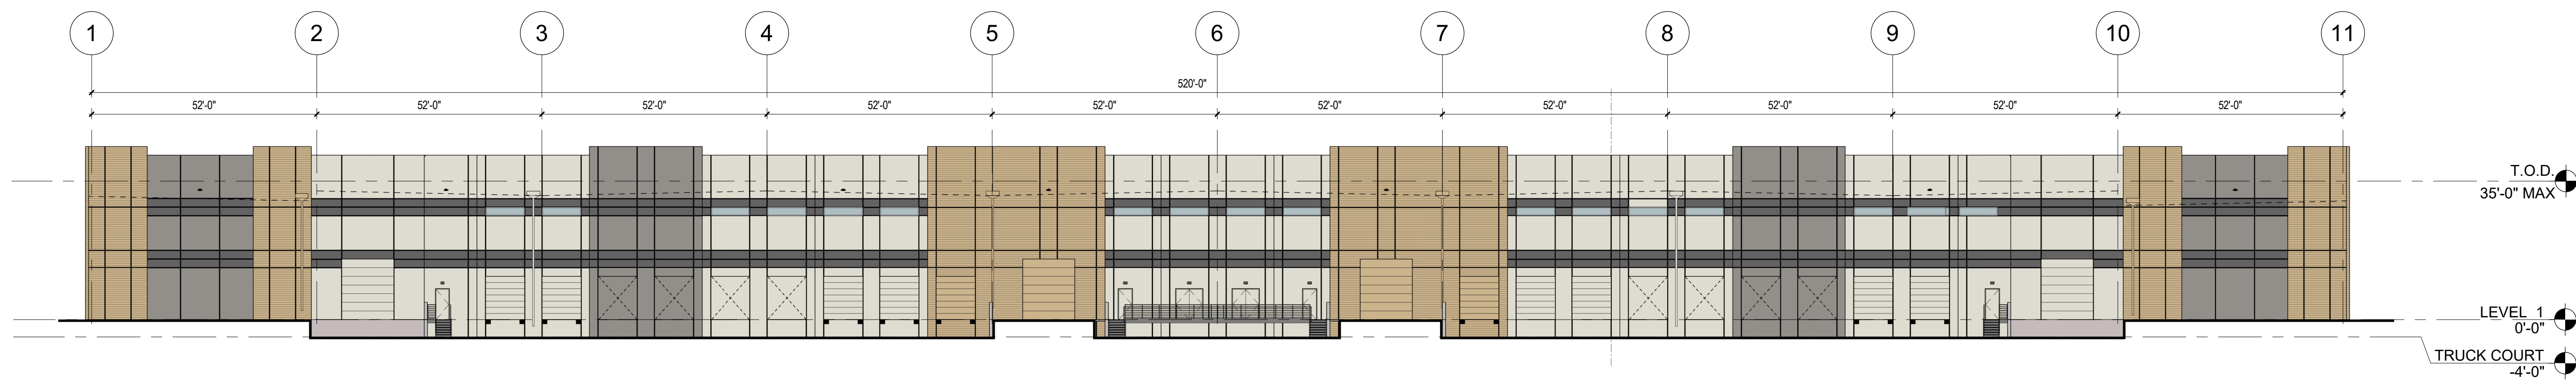 1 2 3 4 5 6 7 8 9 10 11
520'-0"
52'-0" 52'-0" 52'-0" 52'-0" 52'-0" 52'-0" 52'-0" 52'-0" 52'-0" 52'-0"
T.O.D.
35'-0" MAX
LEVEL 1
0'-0"
TRUCK COURT
-4'-0"